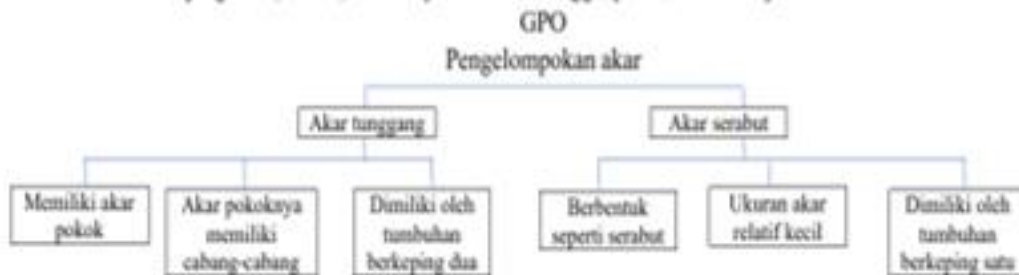 GPO
Pengelompokan akar
Akar tunggang
Akar serabut
Memiliki akar
pokok
Akar pokoknya
memiliki
cabang-cabang
Dimiliki oleh
tumbuhan
berkeping dua
Berbentuk
seperti serabut
Ukuran akar
relatif kecil
Dimiliki oleh
tumbuhan
berkeping satu